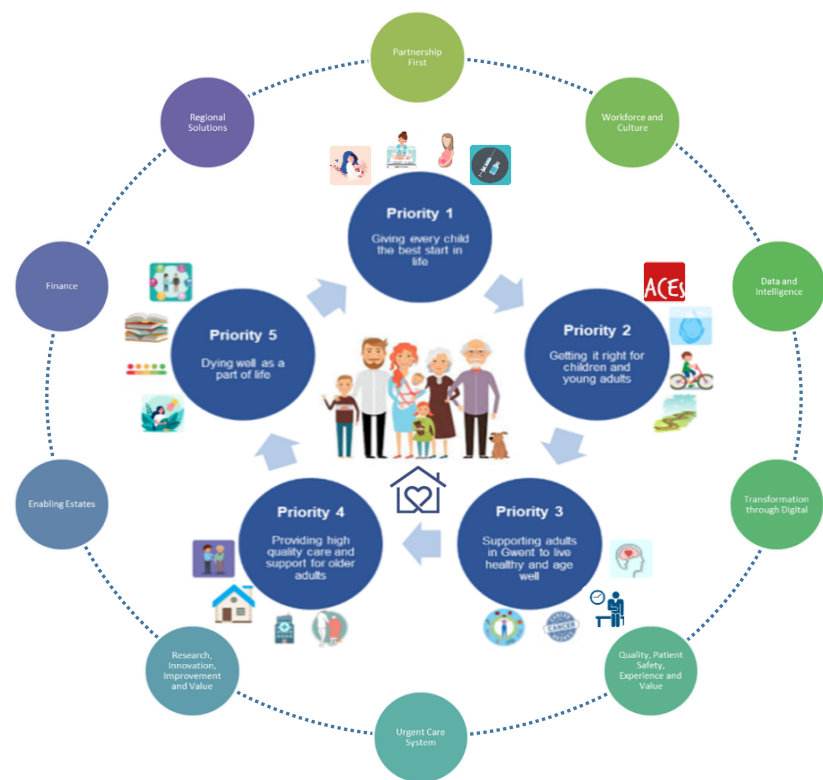 Partnership
First
Regional
Solutions
Workforce and
Culture
Priority 1
Giving every child
the best start in
life
Finance
Data and
Intelligence
ACEs
Priority 5
Dying well as a
part of life
Priority 2
Getting it right for
children and
young adults
Enabling Estates
Transformation
through Digital
Priority 4
Providing high
quality care and
support for older
adults
Priority 3
Supporting adults
in Gwent to live
healthy and age
well
CANCER
Research,
Innovation,
Improvement
and Value
Quality, Patient
Safety,
Experience and
Value
Urgent Care
System